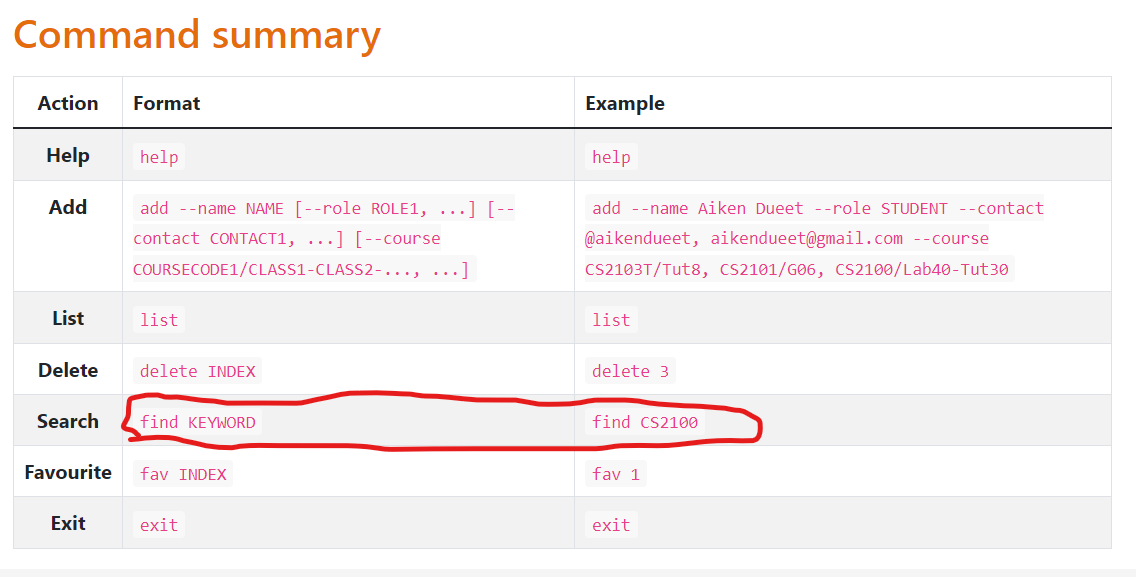 Command summary
Action Format Example
Help help help
Add add --name NAME [--role ROLE1, ...] [-- add --name Aiken Dueet --role STUDENT --contact
contact CONTACT1, ...] [--course @aikendueet, aikendueet@gmail.com --course
COURSECODE1/CLASS1-CLASS2-..., ...] CS2103T/Tut8, CS2101/G06, CS2100/Lab40-Tut30
List list list
Delete delete INDEX delete 3
Search find KEYWORD find CS2100
Favourite fav INDEX fav 1
Exit exit exit